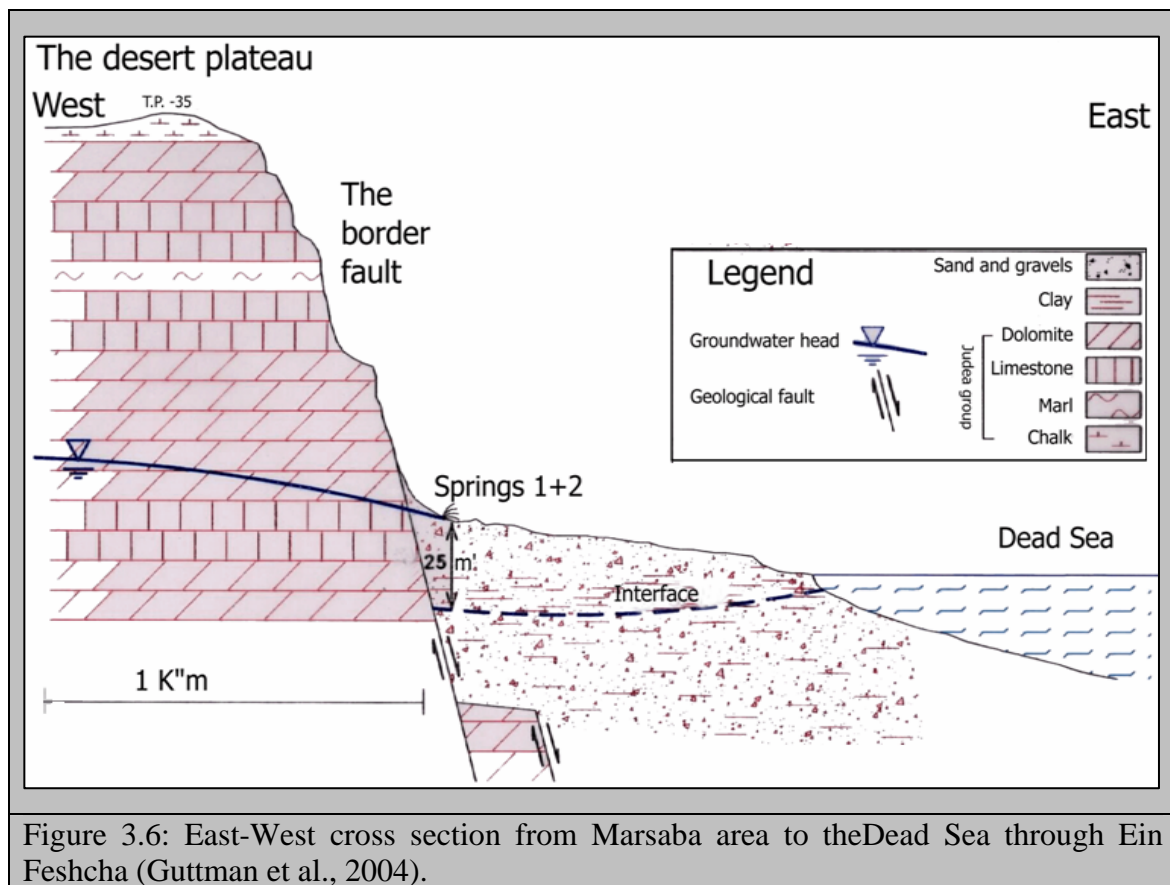 The desert plateau
West
T.P. -35
East
The
border
fault
Legend
Sand and gravels
Clay
Dolomite
Limestone
Marl
Chalk
Judea group
Groundwater head
Geological fault
Springs 1+2
25 m'
Interface
Dead Sea
1 K"m
Figure 3.6: East-West cross section from Marsaba area to theDead Sea through Ein
Feshcha (Guttman et al., 2004).